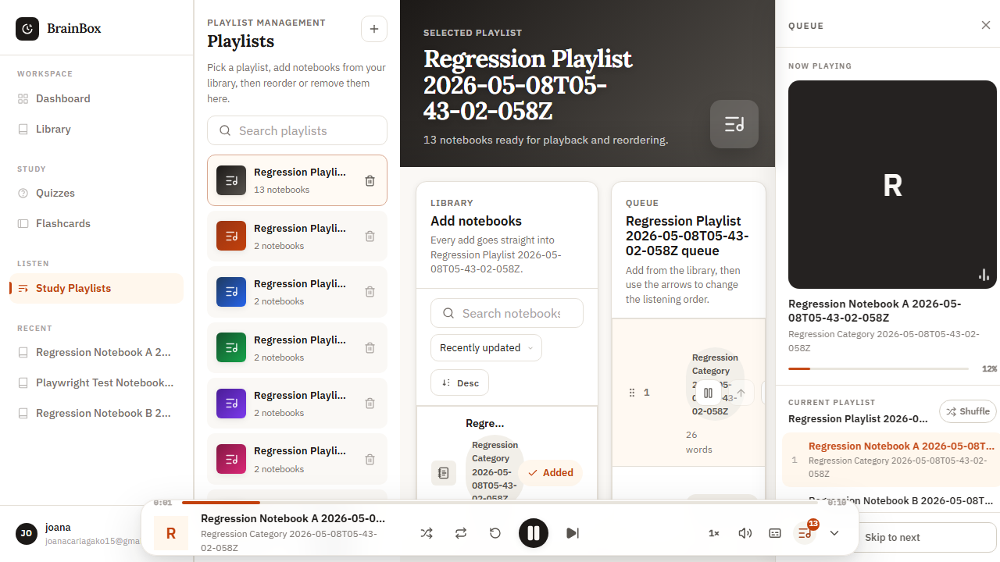 BrainBox
WORKSPACE
Dashboard
Library
STUDY
Quizzes
Flashcards
LISTEN
Study Playlists
RECENT
Regression Notebook A 2...
Playwright Test Notebook...
Regression Notebook B 2...
JO
joana
joanacarlagako15@gma
PLAYLIST MANAGEMENT
Playlists
Pick a playlist, add notebooks from your
library, then reorder or remove them
here.
Search playlists
Regression Playli...
13 notebooks
Regression Playli...
2 notebooks
Regression Playli...
2 notebooks
Regression Playli...
2 notebooks
Regression Playli...
2 notebooks
Regression Playli...
2 notebooks
SELECTED PLAYLIST
Regression Playlist
2026-05-08T05-
43-02-058Z
13 notebooks ready for playback and reordering.
LIBRARY
Add notebooks
Every add goes straight into
Regression Playlist 2026-05-
08T05-43-02-058Z.
Search notebooks
Recently updated
Desc
Regre...
Regression
Category
2026-05-
08T05-43-
02-058Z
Added
QUEUE
Regression Playlist
2026-05-08T05-43-
02-058Z queue
Add from the library, then
use the arrows to change
the listening order.
1
Regression
Category
02-058Z
26
words
QUEUE
NOW PLAYING
R
Regression Notebook A 2026-05-
08T05-43-02-058Z
Regression Category 2026-05-08T05-43-02-
058Z
12%
CURRENT PLAYLIST
Regression Playlist 2026-0...
Shuffle
1
Regression Notebook A 2026-05-08T...
Regression Category 2026-05-08T05-43-02-
058Z
Regression Notebook B 2026-05-08T...
Skip to next
0:01
0:10
R
Regression Notebook A 2026-05-0...
Regression Category 2026-05-08T05-43-
02-058Z
1×
13